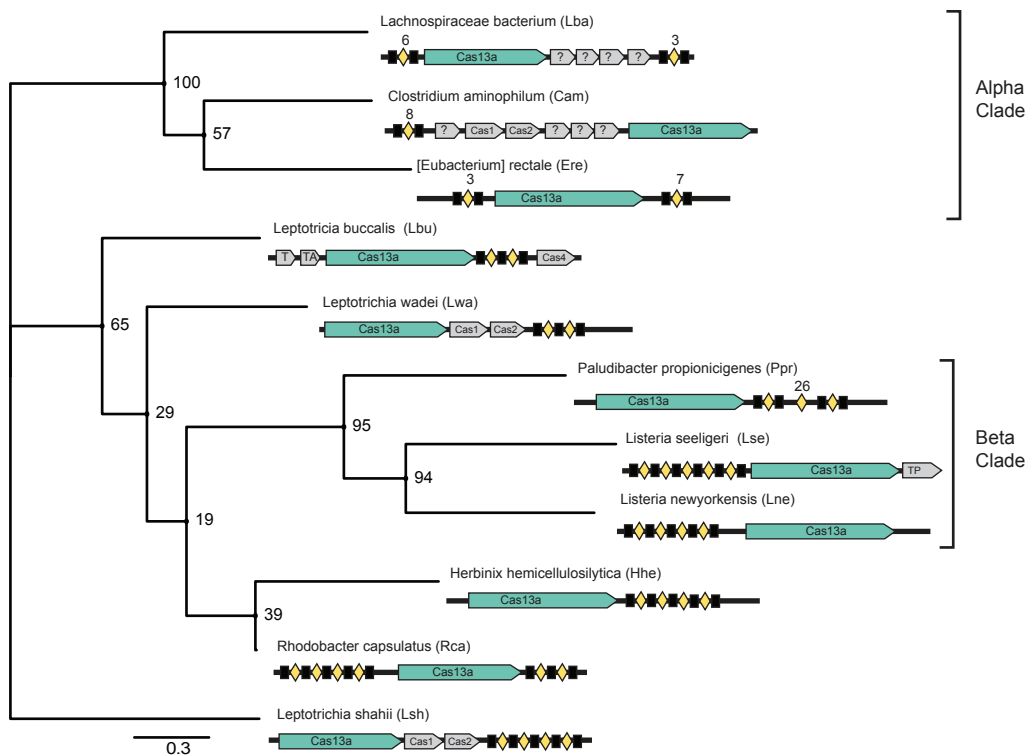 Lachnospiraceae bacterium (Lba)
6 3
Cas13a ? ? ? ?
100
Alpha
Clade
Clostridium aminophilum (Cam)
8
? Cas1 Cas2 ? ? ? Cas13a
57
[Eubacterium] rectale (Ere)
3 7
Cas13a
Leptotricia buccalis (Lbu)
T TA Cas13a Cas4
65
Leptotrichia wadei (Lwa)
Cas13a Cas1 Cas2
29
Paludibacter propionicigenes (Ppr)
26
Cas13a
95
Beta
Clade
Listeria seeligeri (Lse)
Cas13a TP
94
Listeria newyorkensis (Lne)
Cas13a
19
Herbinix hemicellulosilytica (Hhe)
Cas13a
39
Rhodobacter capsulatus (Rca)
Cas13a
Leptotrichia shahii (Lsh)
Cas13a Cas1 Cas2
0.3